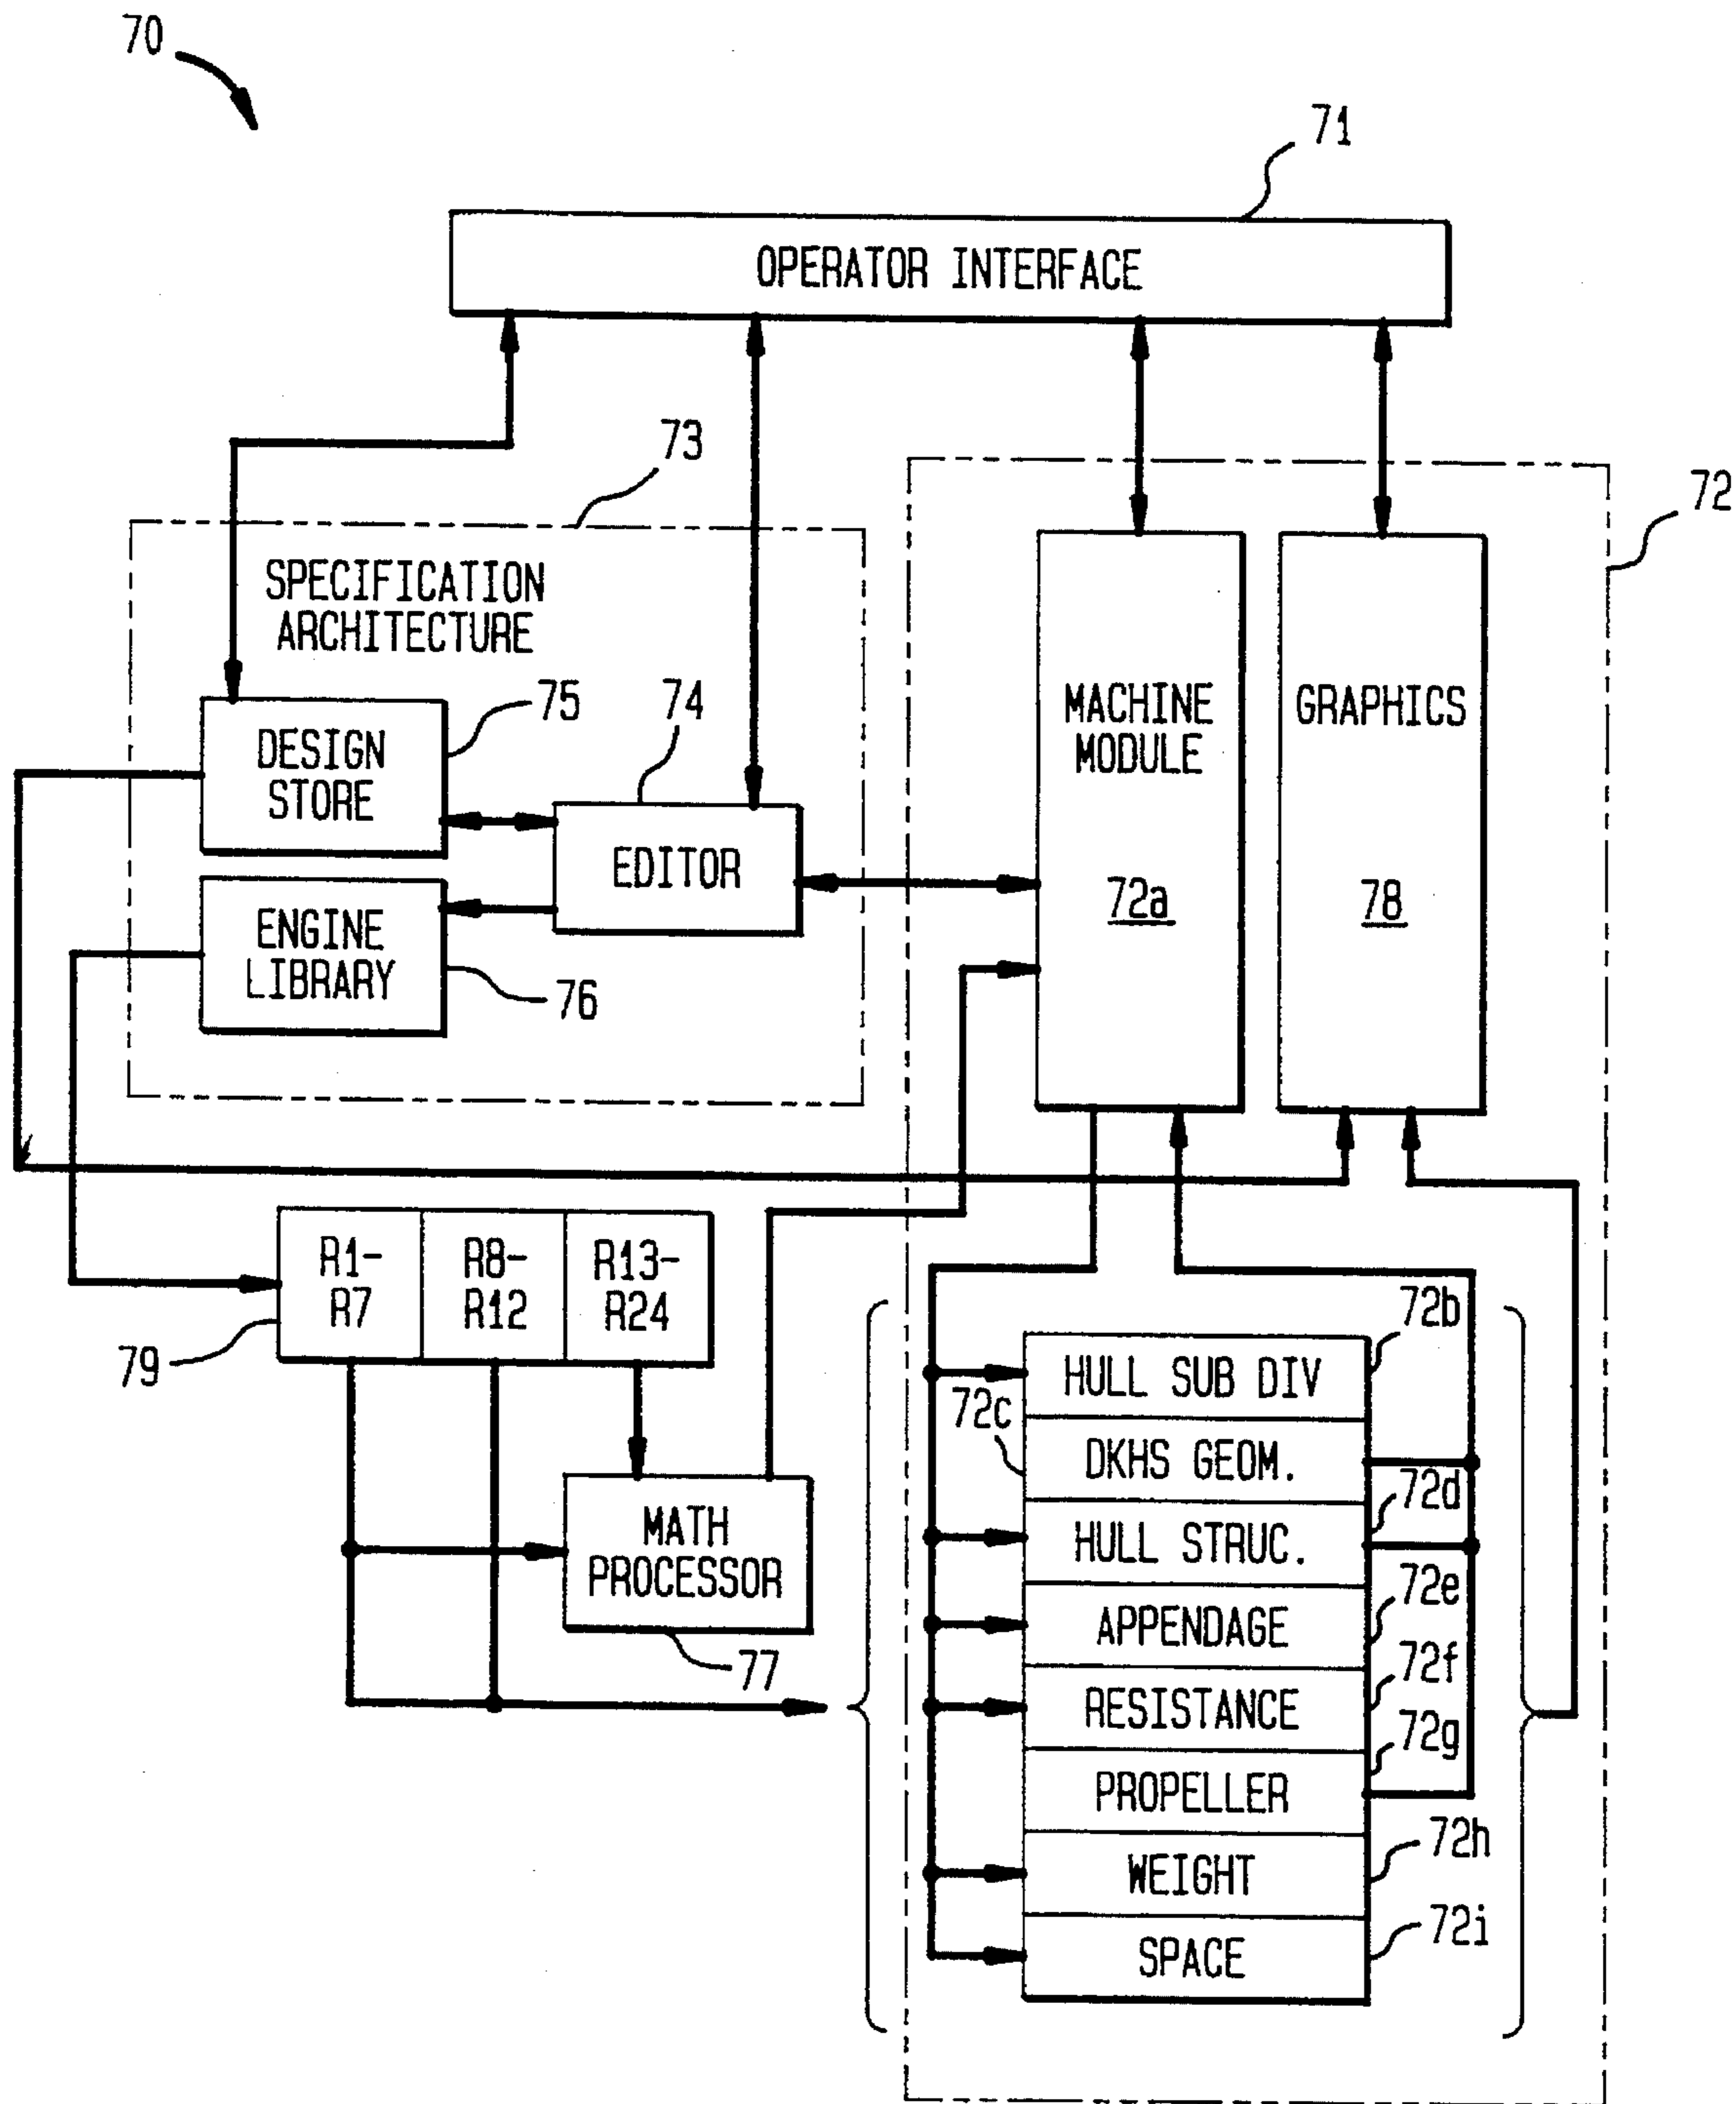 70
71
OPERATOR INTERFACE
73
72
SPECIFICATION
ARCHITECTURE
75
74
DESIGN
STORE
EDITOR
ENGINE
LIBRARY
76
MACHINE
MODULE
72a
GRAPHICS
78
R1-
R7
R8-
R12
R13-
R24
79
MATH
PROCESSOR
77
72b
HULL SUB DIV
72c
DKHS GEOM.
72d
HULL STRUC.
72e
APPENDAGE
72f
RESISTANCE
72g
PROPELLER
72h
WEIGHT
72i
SPACE